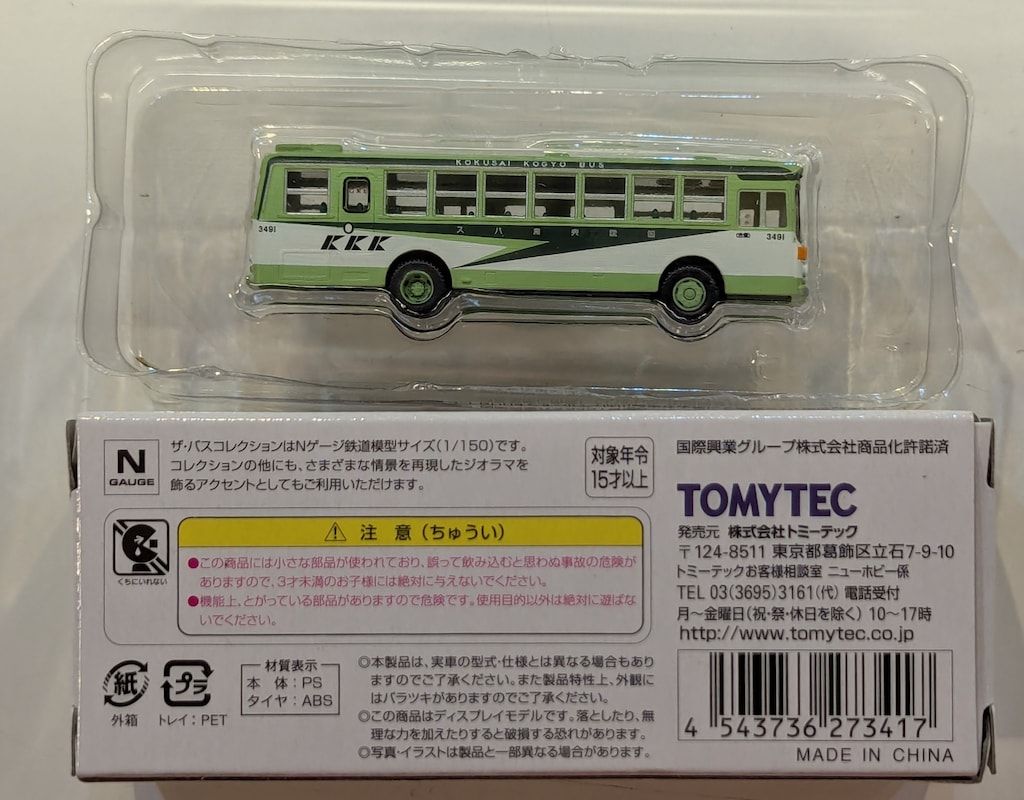 KOKUSAI KOGYO BUS
3491
KKK
3491
N
GAUGE
ザ・バスコレクションはNゲージ鉄道模型サイズ(1/150)です。
コレクションの他にも、さまざまな情景を再現したジオラマを
飾るアクセントとしてもご利用いただけます。
対象年令
15才以上
くちにいれない
⚠ 注 意 (ちゅうい)
●この商品には小さな部品が使われており、誤って飲み込むと思わぬ事故の危険が
ありますので、3才未満のお子様には絶対に与えないでください。
●機能上、とがっている部品がありますので危険です。使用目的以外は絶対に遊ばな
いでください。
紙
外箱
プラ
トレイ:PET
材質表示
本 体:PS
タイヤ:ABS
◎本製品は、実車の型式・仕様とは異なる場合もあり
ますのでご了承ください。また製品特性上、外観に
はバラツキがありますのでご了承ください。
◎この商品はディスプレイモデルです。落としたり、無
理な力を加えたりすると破損する恐れがあります。
◎写真・イラストは製品と一部異なる場合があります。
国際興業グループ株式会社商品化許諾済
TOMYTEC
発売元 株式会社トミーテック
〒124-8511 東京都葛飾区立石7-9-10
トミーテックお客様相談室 ニューホビー係
TEL 03(3695)3161(代) 電話受付
月～金曜日(祝・祭・休日を除く) 10～17時
http://www.tomytec.co.jp
4 543736 273417
MADE IN CHINA